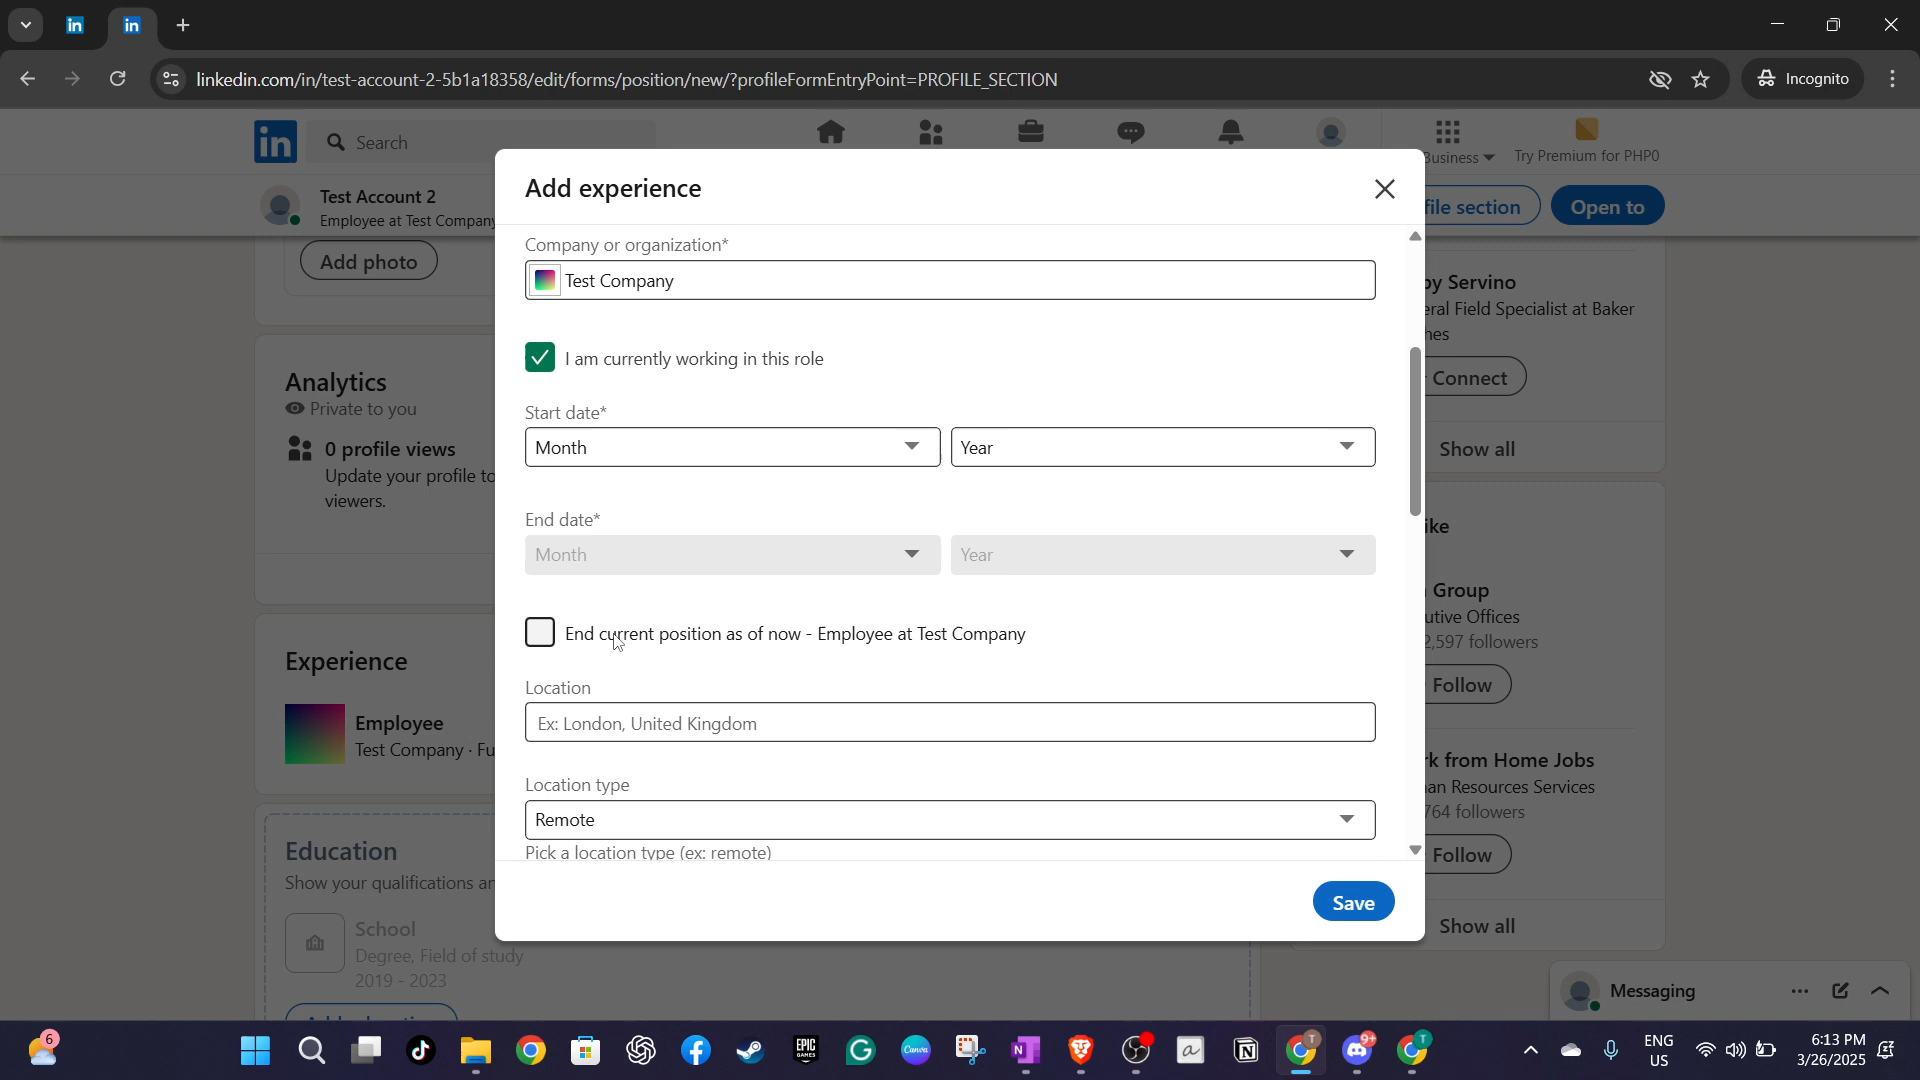 linkedin.com/in/test-account-2-5b1a18358/edit/forms/position/new/?profileFormEntryPoint=PROFILE_SECTION
Incognito
Search
Business
Try Premium for PHP0
Test Account 2
Employee at Test Company
file section
Open to
Add photo
Analytics
Private to you
0 profile views
Update your profile to
viewers.
Experience
Employee
Test Company · Fu
Education
Show your qualifications an
School
Degree, Field of study
2019 - 2023
Add experience
Company or organization*
Test Company
I am currently working in this role
Start date*
Month
Year
End date*
Month
Year
End current position as of now - Employee at Test Company
Location
Ex: London, United Kingdom
Location type
Remote
Pick a location type (ex: remote)
Save
by Servino
eral Field Specialist at Baker
hes
Connect
Show all
ike
Group
utive Offices
2,597 followers
Follow
rk from Home Jobs
an Resources Services
764 followers
Follow
Show all
Messaging
6
9+
ENG
US
6:13 PM
3/26/2025